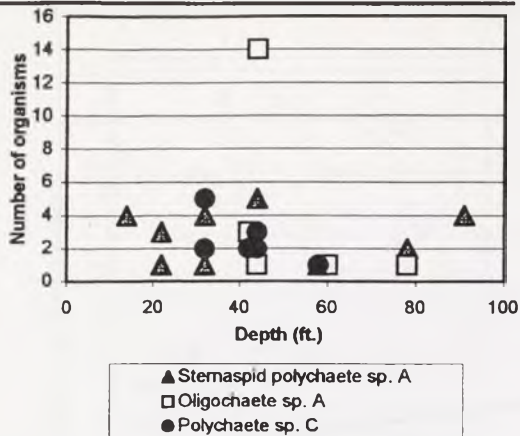 16
14
12
10
8
6
4
2
0
Number of organisms
0 20 40 60 80 100
Depth (ft.)
Sternaspid polychaete sp. A
Oligochaete sp. A
Polychaete sp. C